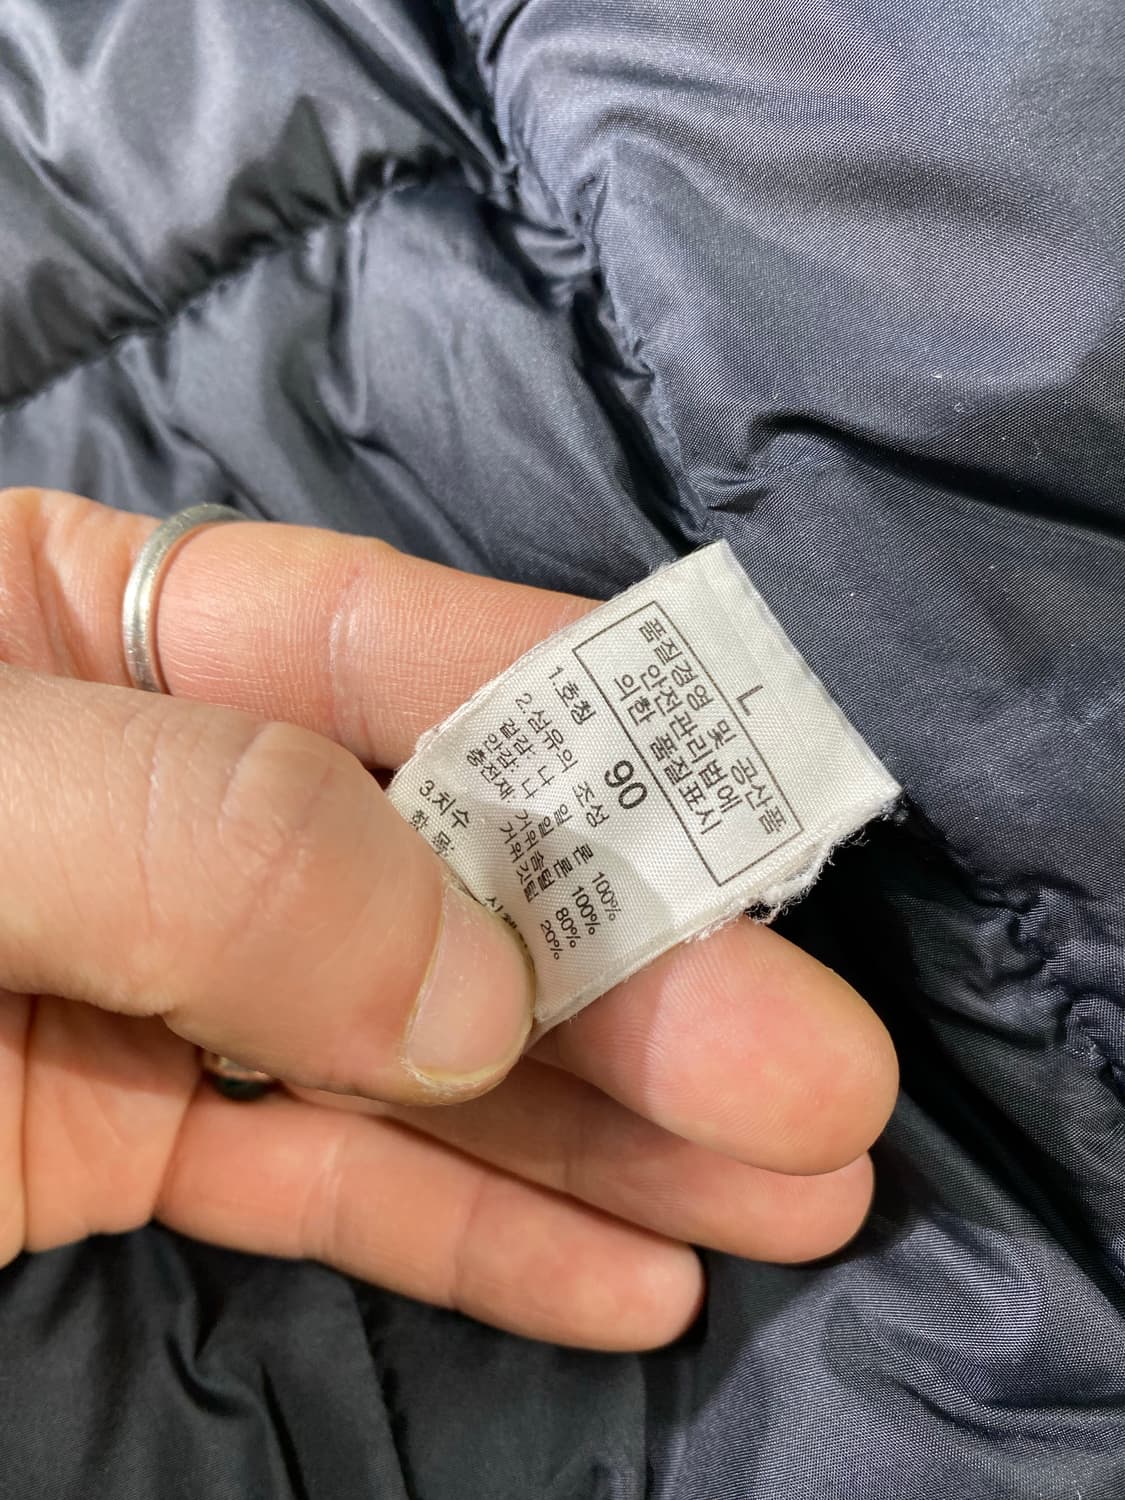 L
품질경영 및 공산품
안전관리법에
의한 품질표시
1.호칭 90
2.섬유의 조성
겉감: 나 일 론 100%
안감: 나 일 론 100%
충전재: 거위솜털 80%
거위깃털 20%
3.치수